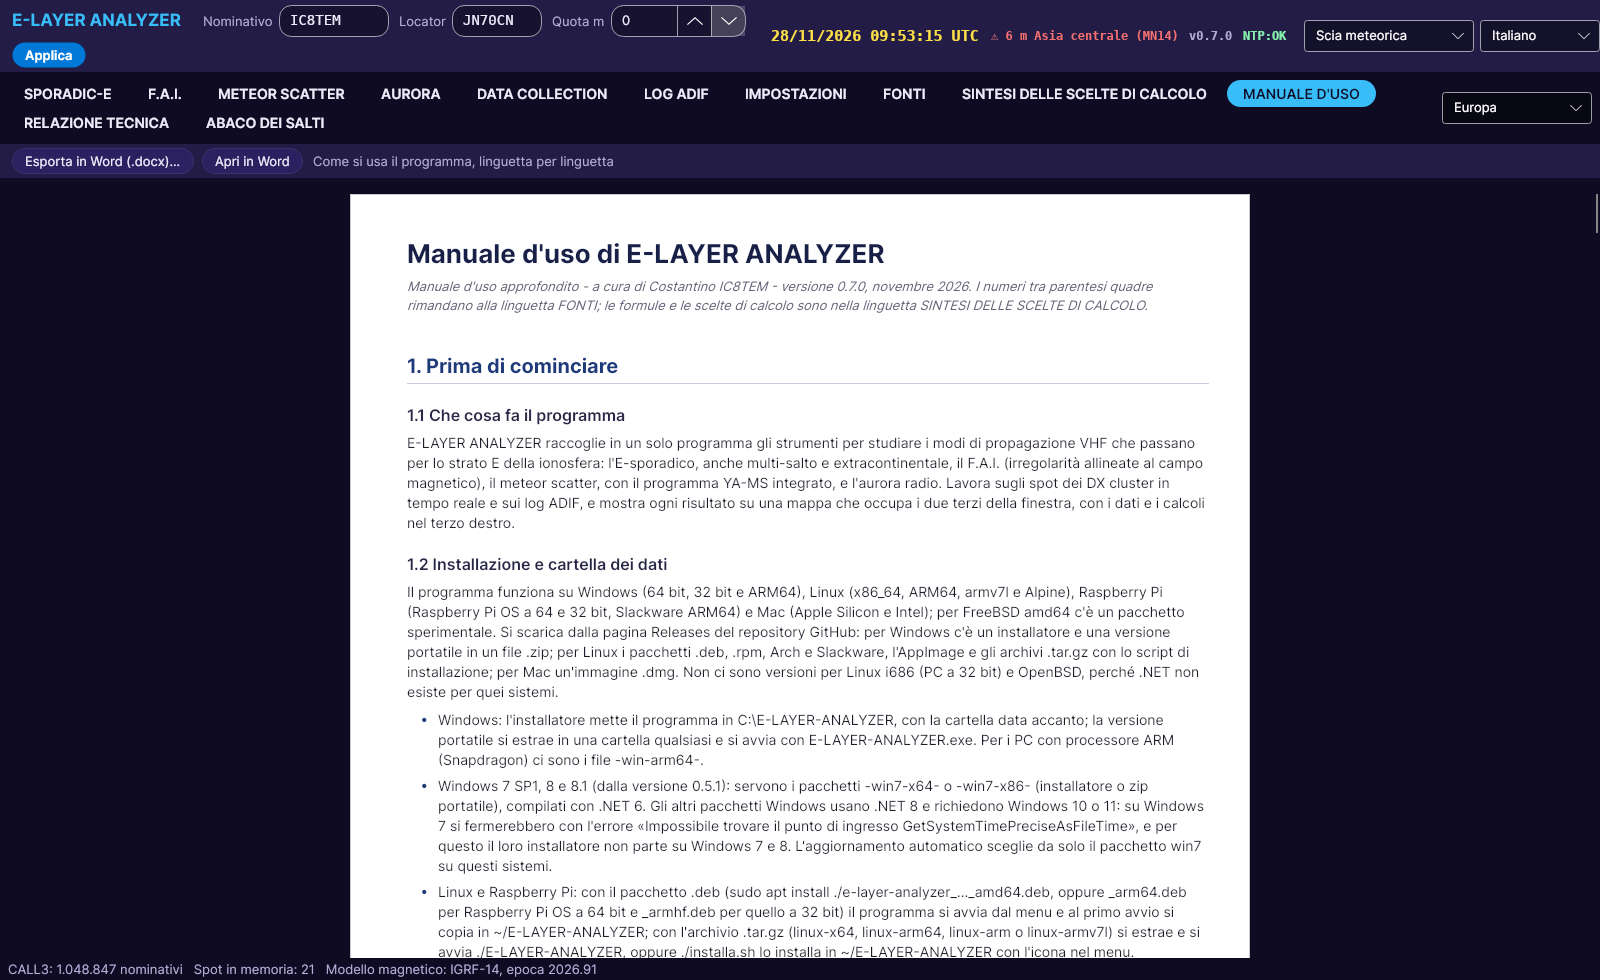 E-LAYER ANALYZER Nominativo IC8TEM Locator JN70CN Quota m 0
28/11/2026 09:53:15 UTC ⚠ 6 m Asia centrale (MN14) v0.7.0 NTP:OK Scia meteorica Italiano
Applica
SPORADIC-E F.A.I. METEOR SCATTER AURORA DATA COLLECTION LOG ADIF IMPOSTAZIONI FONTI SINTESI DELLE SCELTE DI CALCOLO MANUALE D'USO
Europa
RELAZIONE TECNICA ABACO DEI SALTI
Esporta in Word (.docx)... Apri in Word Come si usa il programma, linguetta per linguetta
Manuale d'uso di E-LAYER ANALYZER
Manuale d'uso approfondito - a cura di Costantino IC8TEM - versione 0.7.0, novembre 2026. I numeri tra parentesi quadre
rimandano alla linguetta FONTI; le formule e le scelte di calcolo sono nella linguetta SINTESI DELLE SCELTE DI CALCOLO.
1. Prima di cominciare
1.1 Che cosa fa il programma
E-LAYER ANALYZER raccoglie in un solo programma gli strumenti per studiare i modi di propagazione VHF che passano
per lo strato E della ionosfera: l'E-sporadico, anche multi-salto e extracontinentale, il F.A.I. (irregolarità allineate al campo
magnetico), il meteor scatter, con il programma YA-MS integrato, e l'aurora radio. Lavora sugli spot dei DX cluster in
tempo reale e sui log ADIF, e mostra ogni risultato su una mappa che occupa i due terzi della finestra, con i dati e i calcoli
nel terzo destro.
1.2 Installazione e cartella dei dati
Il programma funziona su Windows (64 bit, 32 bit e ARM64), Linux (x86_64, ARM64, armv7l e Alpine), Raspberry Pi
(Raspberry Pi OS a 64 e 32 bit, Slackware ARM64) e Mac (Apple Silicon e Intel); per FreeBSD amd64 c'è un pacchetto
sperimentale. Si scarica dalla pagina Releases del repository GitHub: per Windows c'è un installatore e una versione
portatile in un file .zip; per Linux i pacchetti .deb, .rpm, Arch e Slackware, l'AppImage e gli archivi .tar.gz con lo script di
installazione; per Mac un'immagine .dmg. Non ci sono versioni per Linux i686 (PC a 32 bit) e OpenBSD, perché .NET non
esiste per quei sistemi.
• Windows: l'installatore mette il programma in C:\E-LAYER-ANALYZER, con la cartella data accanto; la versione
portatile si estrae in una cartella qualsiasi e si avvia con E-LAYER-ANALYZER.exe. Per i PC con processore ARM
(Snapdragon) ci sono i file -win-arm64-.
• Windows 7 SP1, 8 e 8.1 (dalla versione 0.5.1): servono i pacchetti -win7-x64- o -win7-x86- (installatore o zip
portatile), compilati con .NET 6. Gli altri pacchetti Windows usano .NET 8 e richiedono Windows 10 o 11: su Windows
7 si fermerebbero con l'errore «Impossibile trovare il punto di ingresso GetSystemTimePreciseAsFileTime», e per
questo il loro installatore non parte su Windows 7 e 8. L'aggiornamento automatico sceglie da solo il pacchetto win7
su questi sistemi.
• Linux e Raspberry Pi: con il pacchetto .deb (sudo apt install ./e-layer-analyzer_..._amd64.deb, oppure _arm64.deb
per Raspberry Pi OS a 64 bit e _armhf.deb per quello a 32 bit) il programma si avvia dal menu e al primo avvio si
copia in ~/E-LAYER-ANALYZER; con l'archivio .tar.gz (linux-x64, linux-arm64, linux-arm o linux-armv7l) si estrae e si
avvia ./E-LAYER-ANALYZER, oppure ./installa.sh lo installa in ~/E-LAYER-ANALYZER con l'icona nel menu.
CALL3: 1.048.847 nominativi Spot in memoria: 21 Modello magnetico: IGRF-14, epoca 2026.91